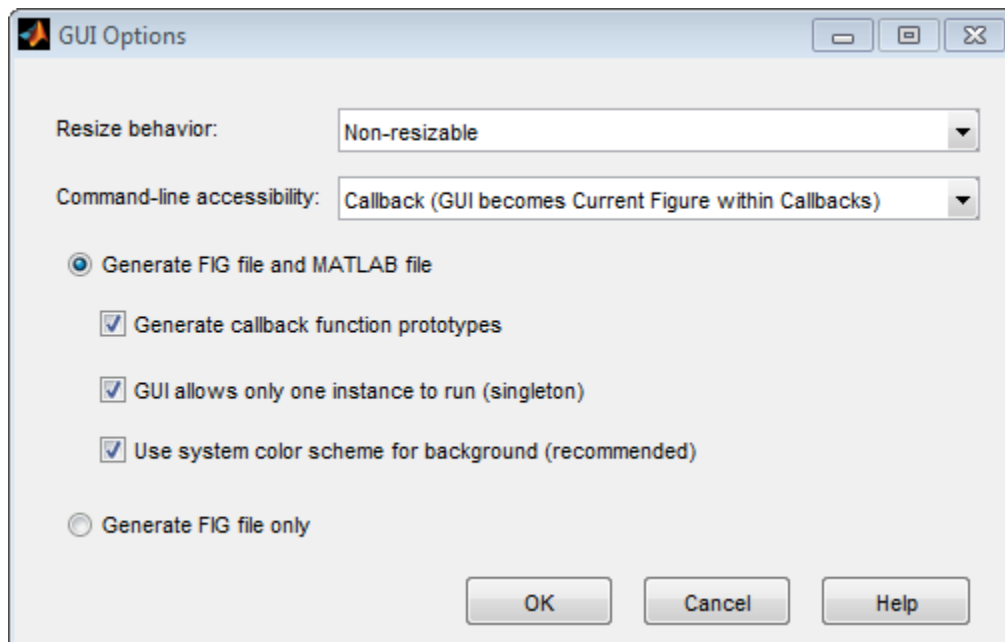 GUI Options
Resize behavior: Non-resizable
Command-line accessibility: Callback (GUI becomes Current Figure within Callbacks)
Generate FIG file and MATLAB file
Generate callback function prototypes
GUI allows only one instance to run (singleton)
Use system color scheme for background (recommended)
Generate FIG file only
OK Cancel Help